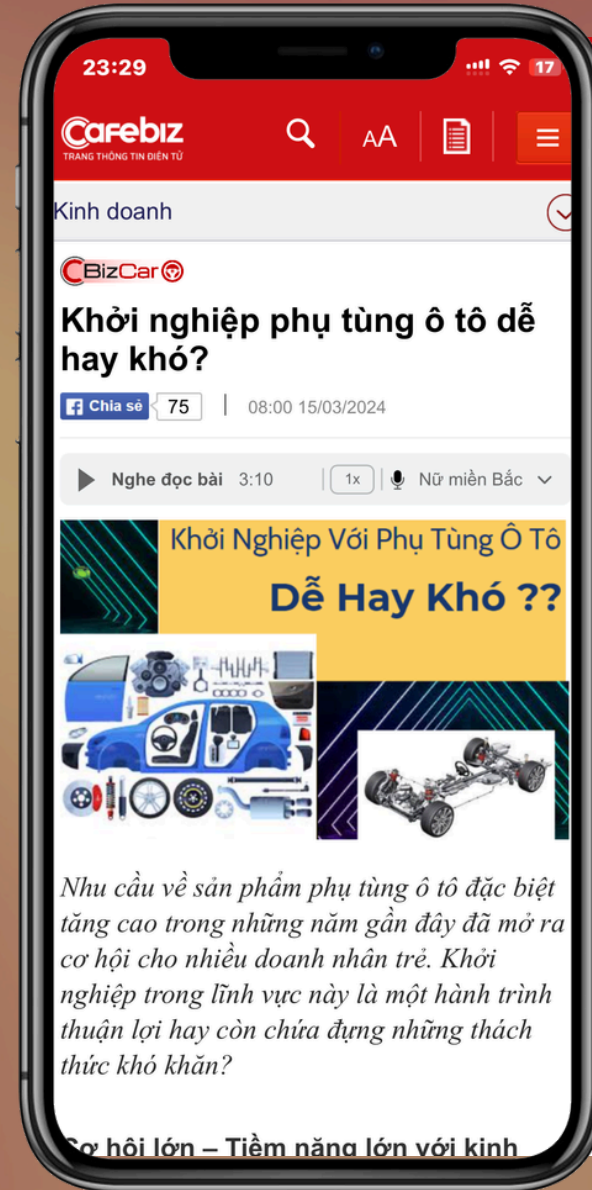 23:29
17
Cafebiz
TRANG THÔNG TIN ĐIỆN TỬ
AA
Kinh doanh
CBizCar
Khởi nghiệp phụ tùng ô tô dễ
hay khó?
Chia sẻ 75 | 08:00 15/03/2024
Nghe đọc bài 3:10 1x Nữ miền Bắc
Khởi Nghiệp Với Phụ Tùng Ô Tô
Dễ Hay Khó ??
Nhu cầu về sản phẩm phụ tùng ô tô đặc biệt
tăng cao trong những năm gần đây đã mở ra
cơ hội cho nhiều doanh nhân trẻ. Khởi
nghiệp trong lĩnh vực này là một hành trình
thuận lợi hay còn chứa đựng những thách
thức khó khăn?
Cơ hội lớn – Tiềm năng lớn với kinh